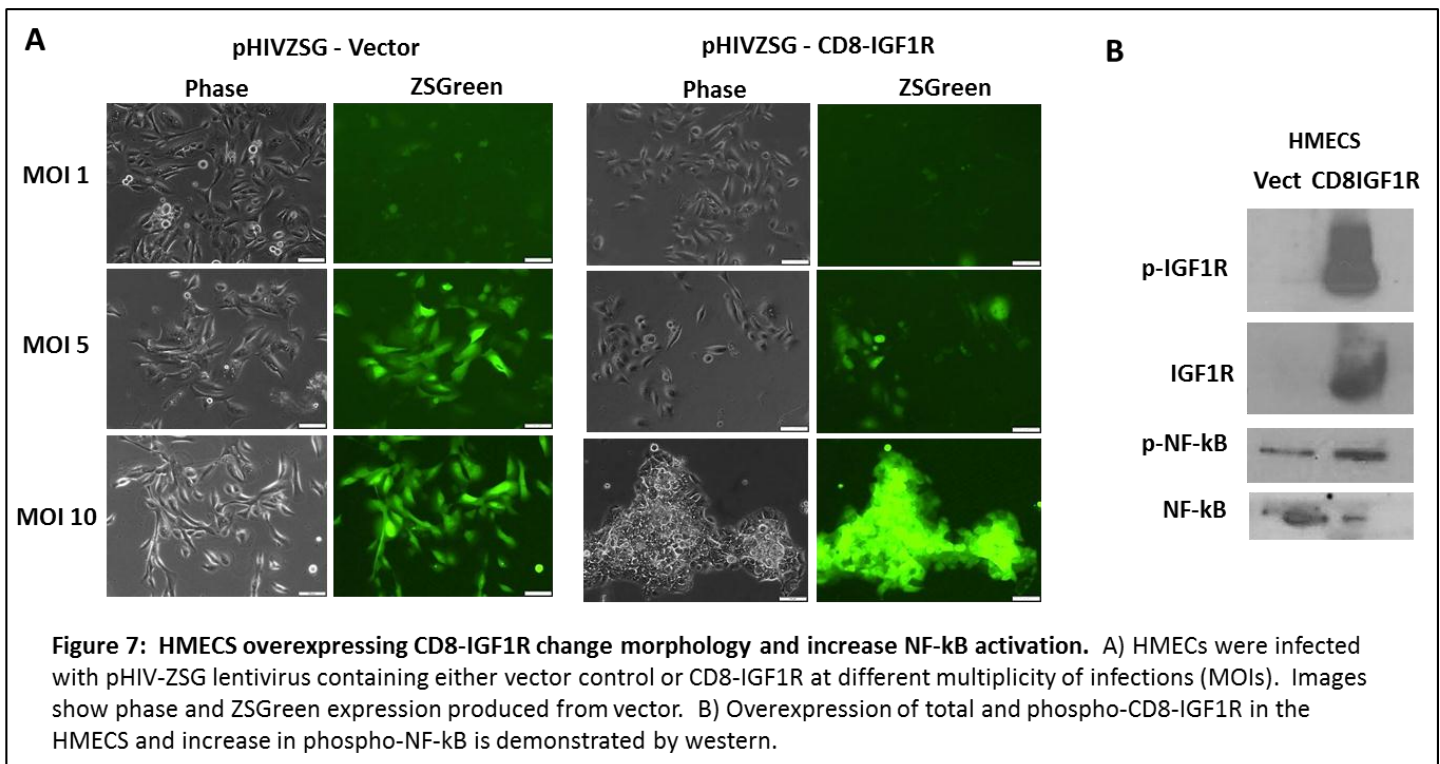 A
pHIVZSG - Vector
pHIVZSG - CD8-IGF1R
Phase
ZSGreen
Phase
ZSGreen
MOI 1
MOI 5
MOI 10
B
HMECS
Vect CD8IGF1R
p-IGF1R
IGF1R
p-NF-kB
NF-kB
Figure 7: HMECS overexpressing CD8-IGF1R change morphology and increase NF-kB activation. A) HMECs were infected
with pHIV-ZSG lentivirus containing either vector control or CD8-IGF1R at different multiplicity of infections (MOIs). Images
show phase and ZSGreen expression produced from vector. B) Overexpression of total and phospho-CD8-IGF1R in the
HMECS and increase in phospho-NF-kB is demonstrated by western.